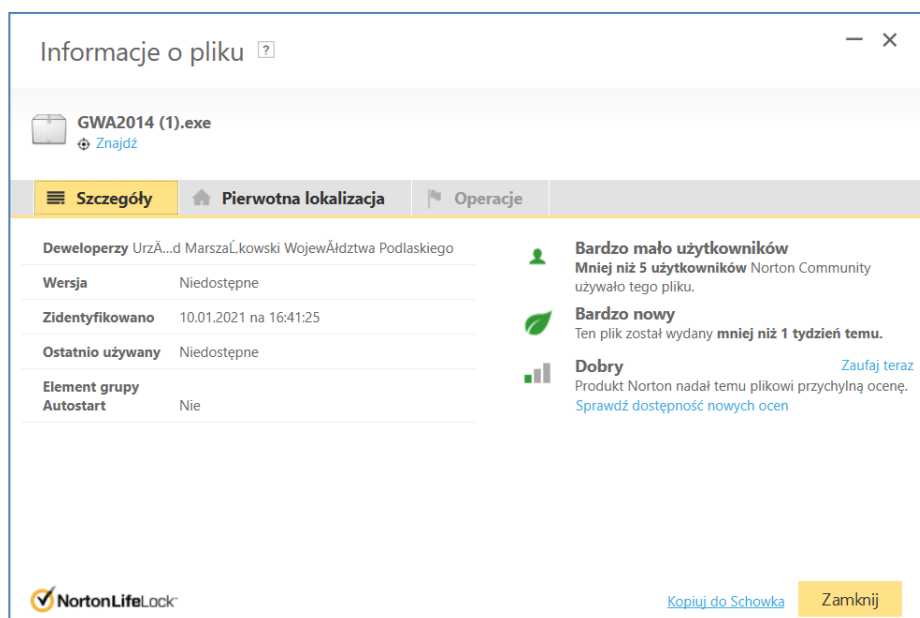 Informacje o pliku ?
GWA2014 (1).exe
Znajdź
Szczegóły
Pierwotna lokalizacja
Operacje
Deweloperzy UrzÄ…d MarszaĹ‚kowski WojewĂłdztwa Podlaskiego
Wersja Niedostępne
Zidentyfikowano 10.01.2021 na 16:41:25
Ostatnio używany Niedostępne
Element grupy
Autostart Nie
Bardzo mało użytkowników
Mniej niż 5 użytkowników Norton Community
używało tego pliku.
Bardzo nowy
Ten plik został wydany mniej niż 1 tydzień temu.
Dobry Zaufaj teraz
Produkt Norton nadał temu plikowi przychylną ocenę.
Sprawdź dostępność nowych ocen
NortonLifeLock
Kopiuj do Schowka
Zamknij